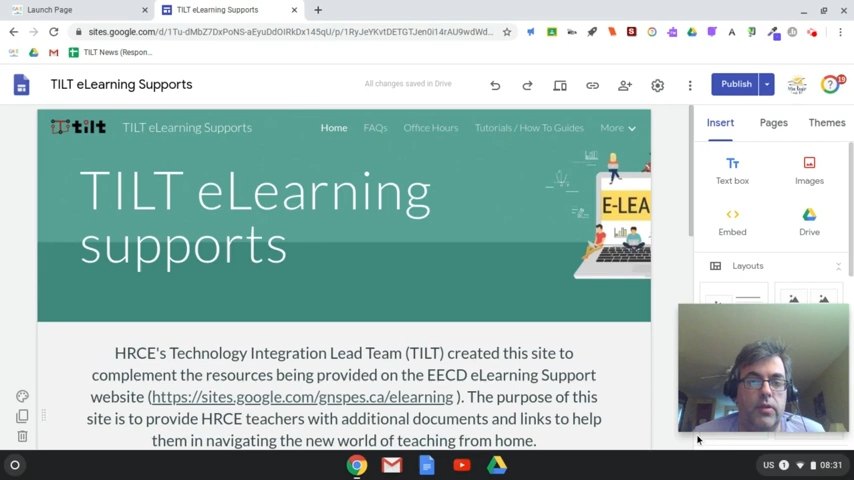 Launch Page
TILT eLearning Supports
sites.google.com/d/1Tu-dMbZ7DxPoNS-aEyuDdOIRkDx145qU/p/1RyJeYKvtDETGTJen0i14rAU9wdWd...
TILT News (Respon...
TILT eLearning Supports
All changes saved in Drive
Publish
19
tilt
TILT eLearning Supports
Home
FAQs
Office Hours
Tutorials / How To Guides
More
Insert
Pages
Themes
TILT eLearning
supports
E-LEA
Text box
Images
Embed
Drive
Layouts
HRCE's Technology Integration Lead Team (TILT) created this site to
complement the resources being provided on the EECD eLearning Support
website (https://sites.google.com/gnspes.ca/elearning ). The purpose of this
site is to provide HRCE teachers with additional documents and links to help
them in navigating the new world of teaching from home.
US
1
08:31